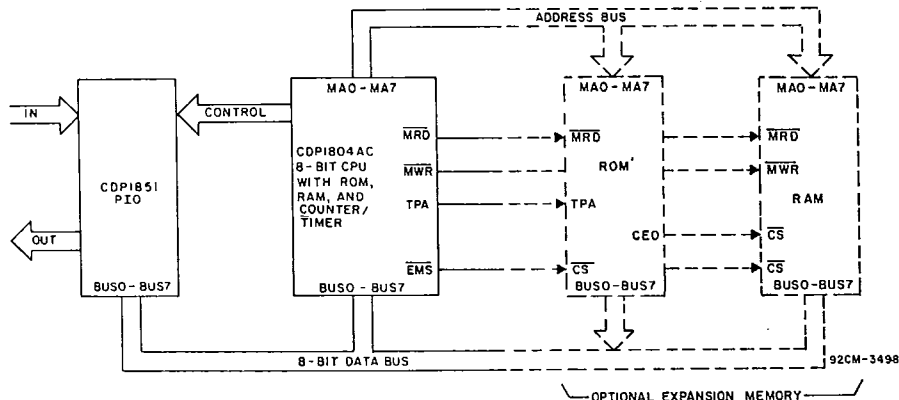 ADDRESS BUS
MA0 - MA7
MA0 - MA7
MA0 - MA7
IN
CONTROL
CDP1851
PIO
OUT
BUS0 - BUS7
CDP1804AC
8-BIT CPU
WITH ROM,
RAM, AND
COUNTER/
TIMER
MRD
MWR
TPA
EMS
BUS0 - BUS7
MRD
ROM
TPA
CEO
CS
BUS0 - BUS7
MRD
MWR
RAM
CS
CS
BUS0 - BUS7
8-BIT DATA BUS
92CM-3498
OPTIONAL EXPANSION MEMORY